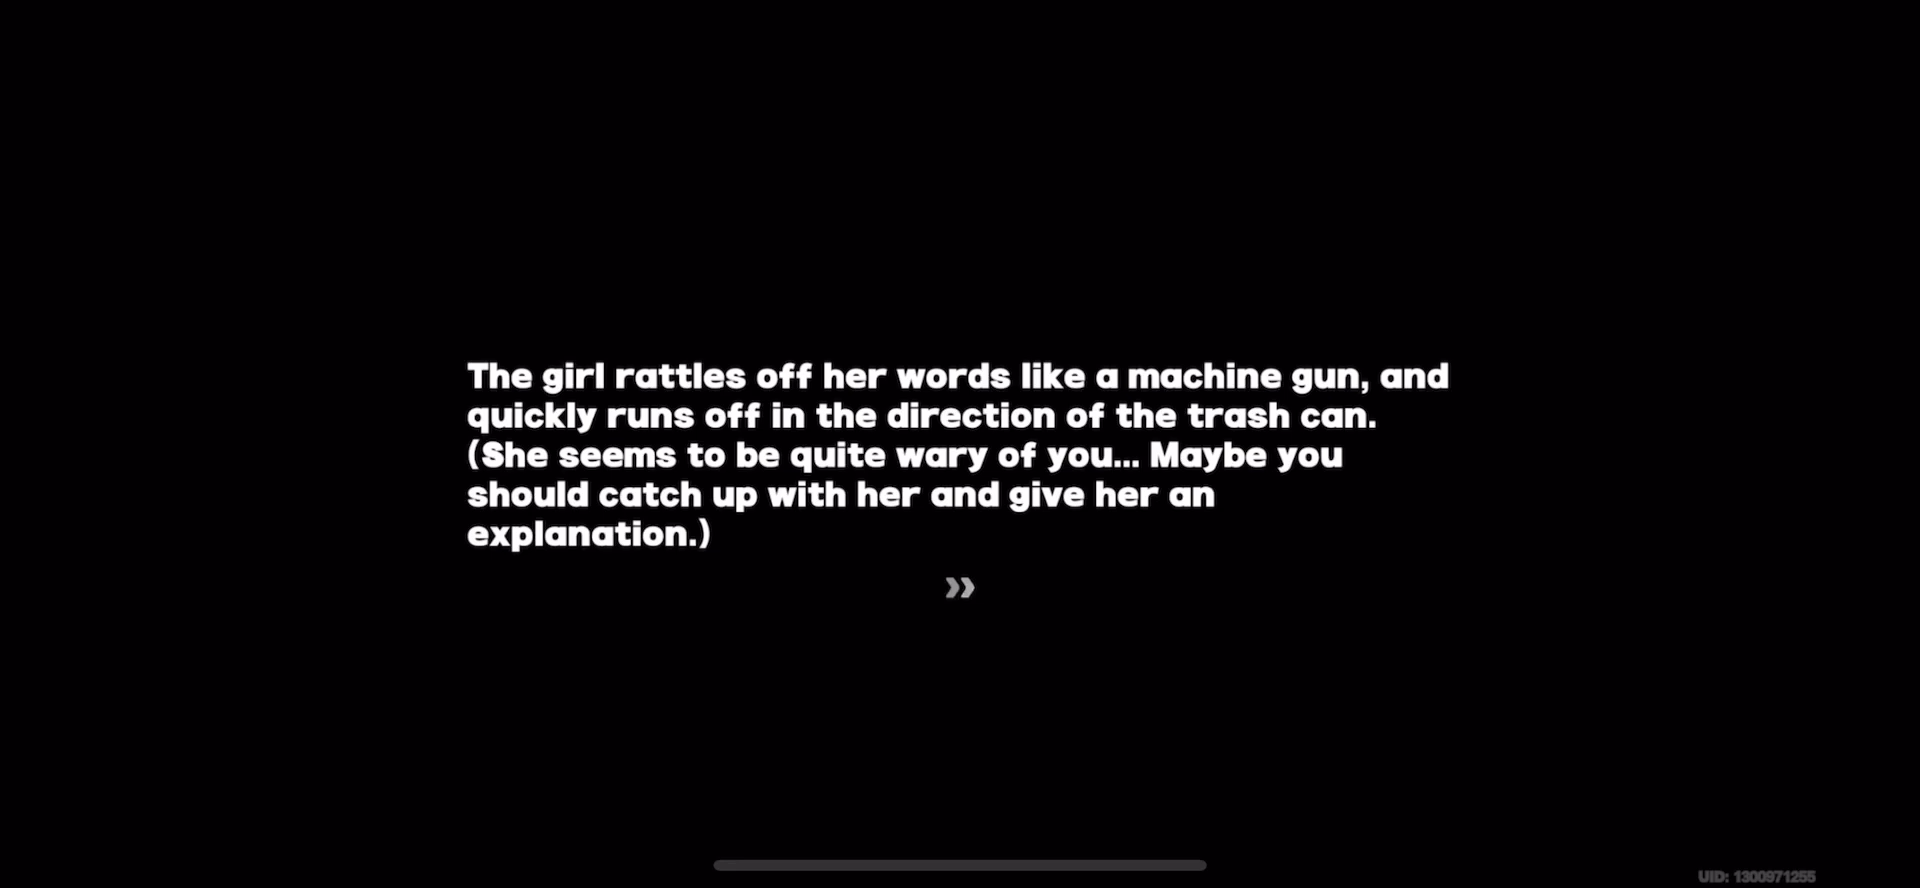 The girl rattles off her words like a machine gun, and
quickly runs off in the direction of the trash can.
(She seems to be quite wary of you... Maybe you
should catch up with her and give her an
explanation.)
UID: 1300971255